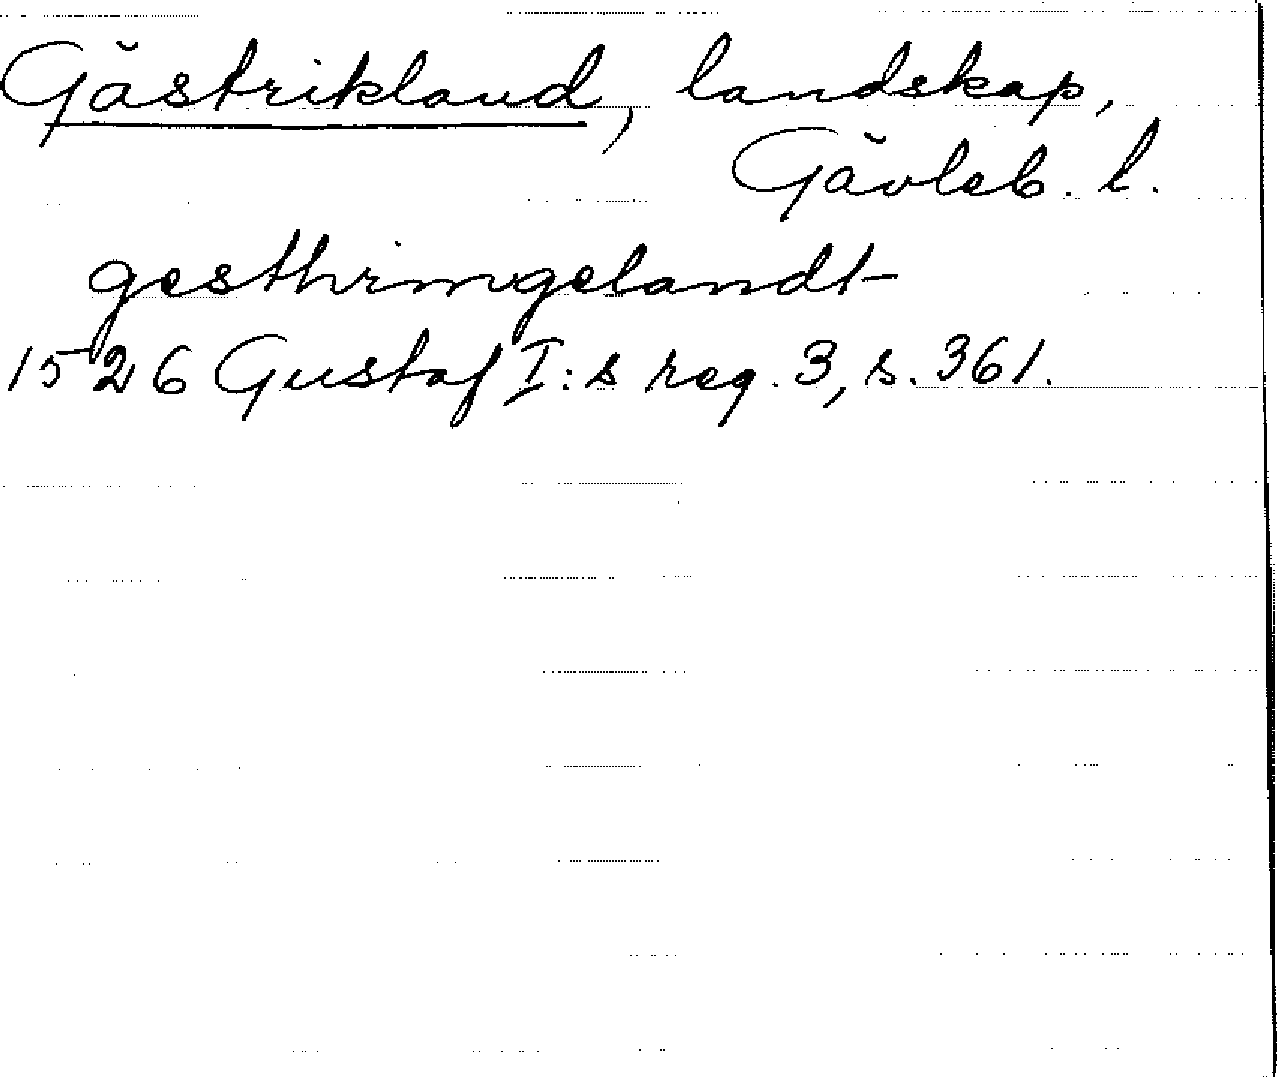 Gästrikland, landskap,
Gävleb. l.
gesthringelandt
1526 Gustaf I:s reg. 3, s. 361.